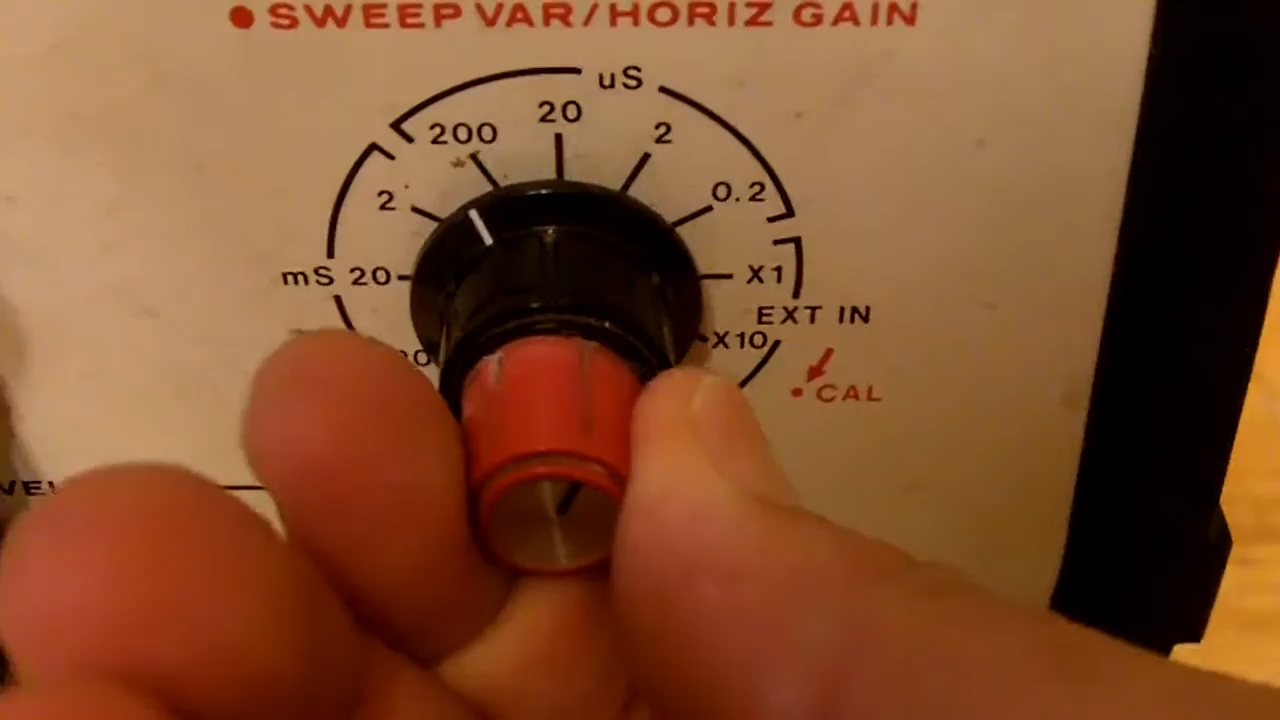 SWEEP VAR/HORIZ GAIN
uS
200 20 2
2 0.2
mS 20 X1
EXT IN
X10
CAL